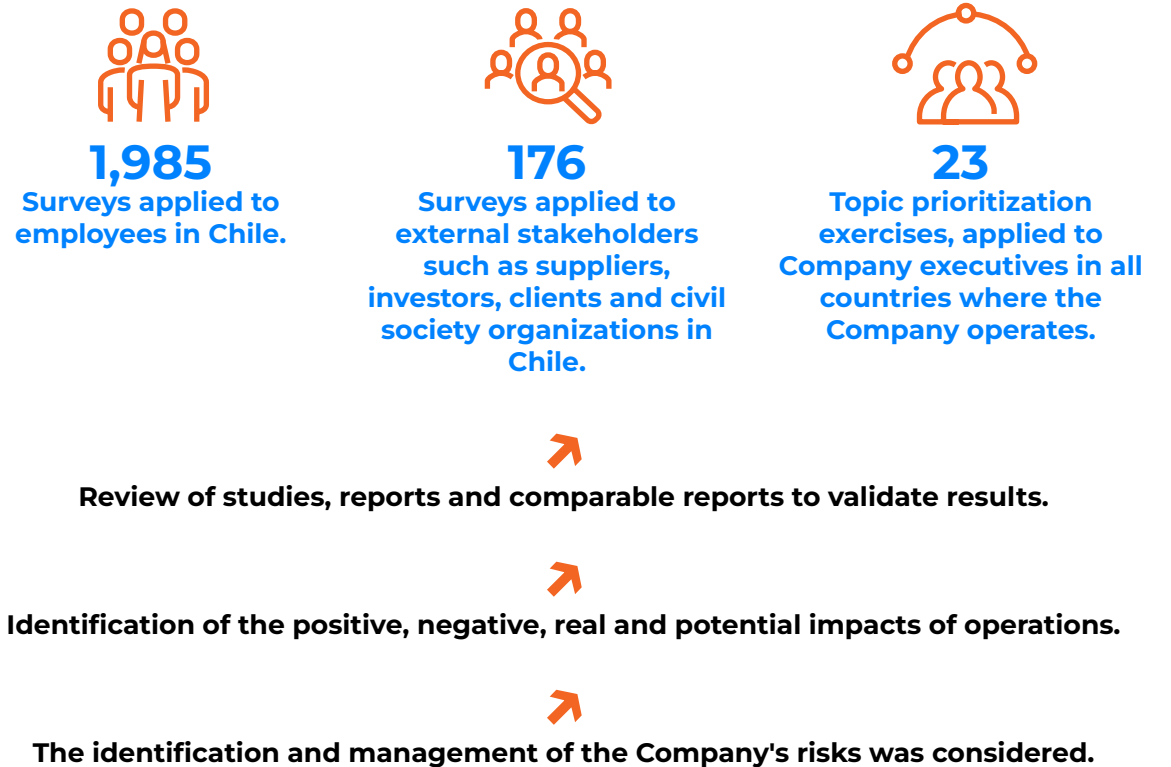 1,985
Surveys applied to
employees in Chile.
176
Surveys applied to
external stakeholders
such as suppliers,
investors, clients and civil
society organizations in
Chile.
23
Topic prioritization
exercises, applied to
Company executives in all
countries where the
Company operates.
Review of studies, reports and comparable reports to validate results.
Identification of the positive, negative, real and potential impacts of operations.
The identification and management of the Company's risks was considered.